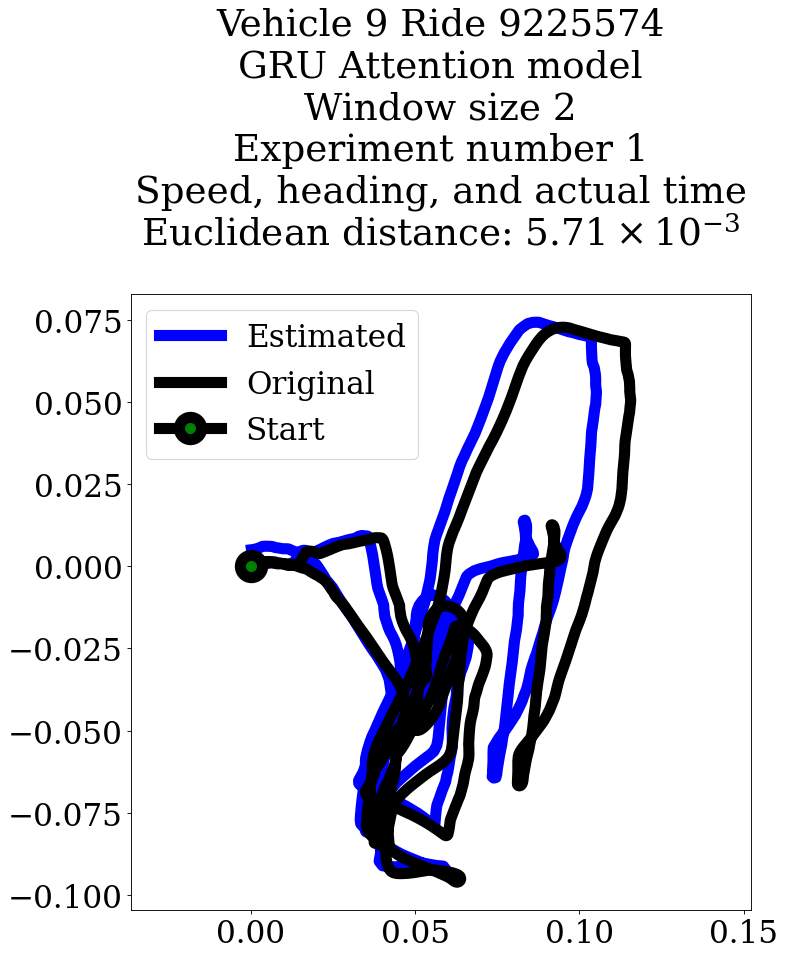 Vehicle 9 Ride 9225574
GRU Attention model
Window size 2
Experiment number 1
Speed, heading, and actual time
Euclidean distance: 5.71 × 10⁻³
Estimated
Original
Start
0.075
0.050
0.025
0.000
−0.025
−0.050
−0.075
−0.100
0.00 0.05 0.10 0.15